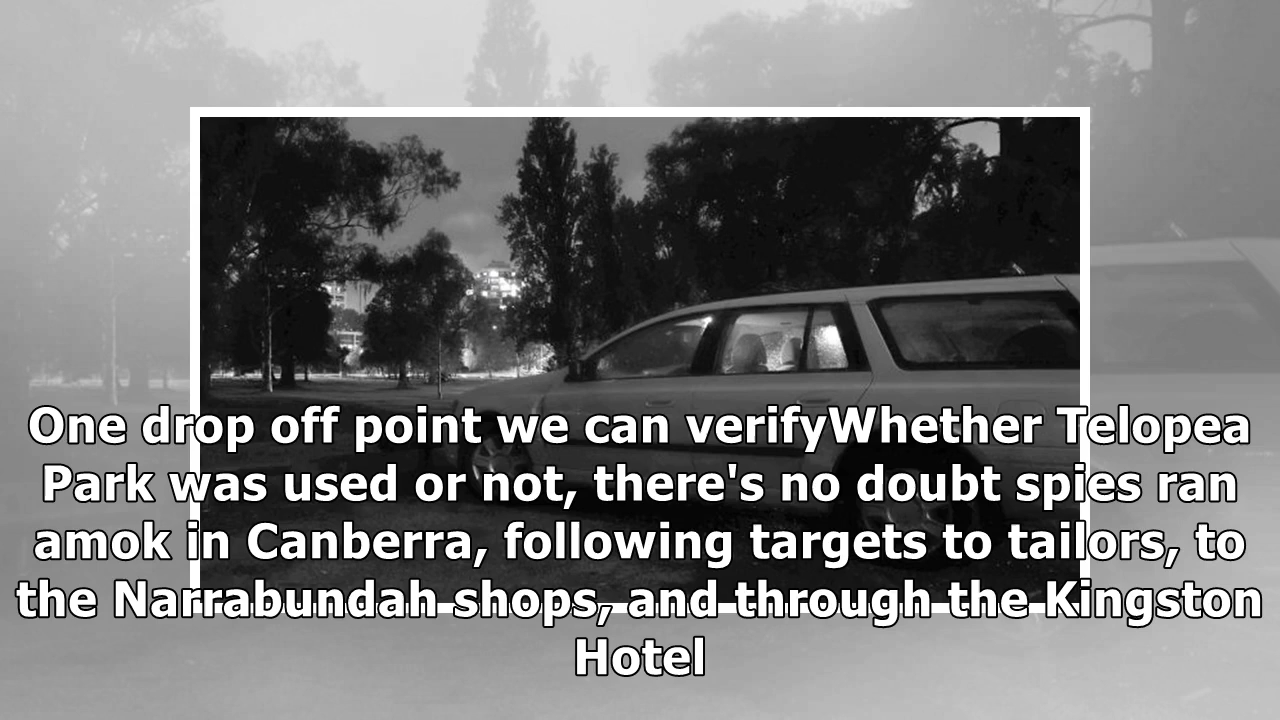 One drop off point we can verifyWhether Telopea
Park was used or not, there's no doubt spies ran
amok in Canberra, following targets to tailors, to
the Narrabundah shops, and through the Kingston
Hotel